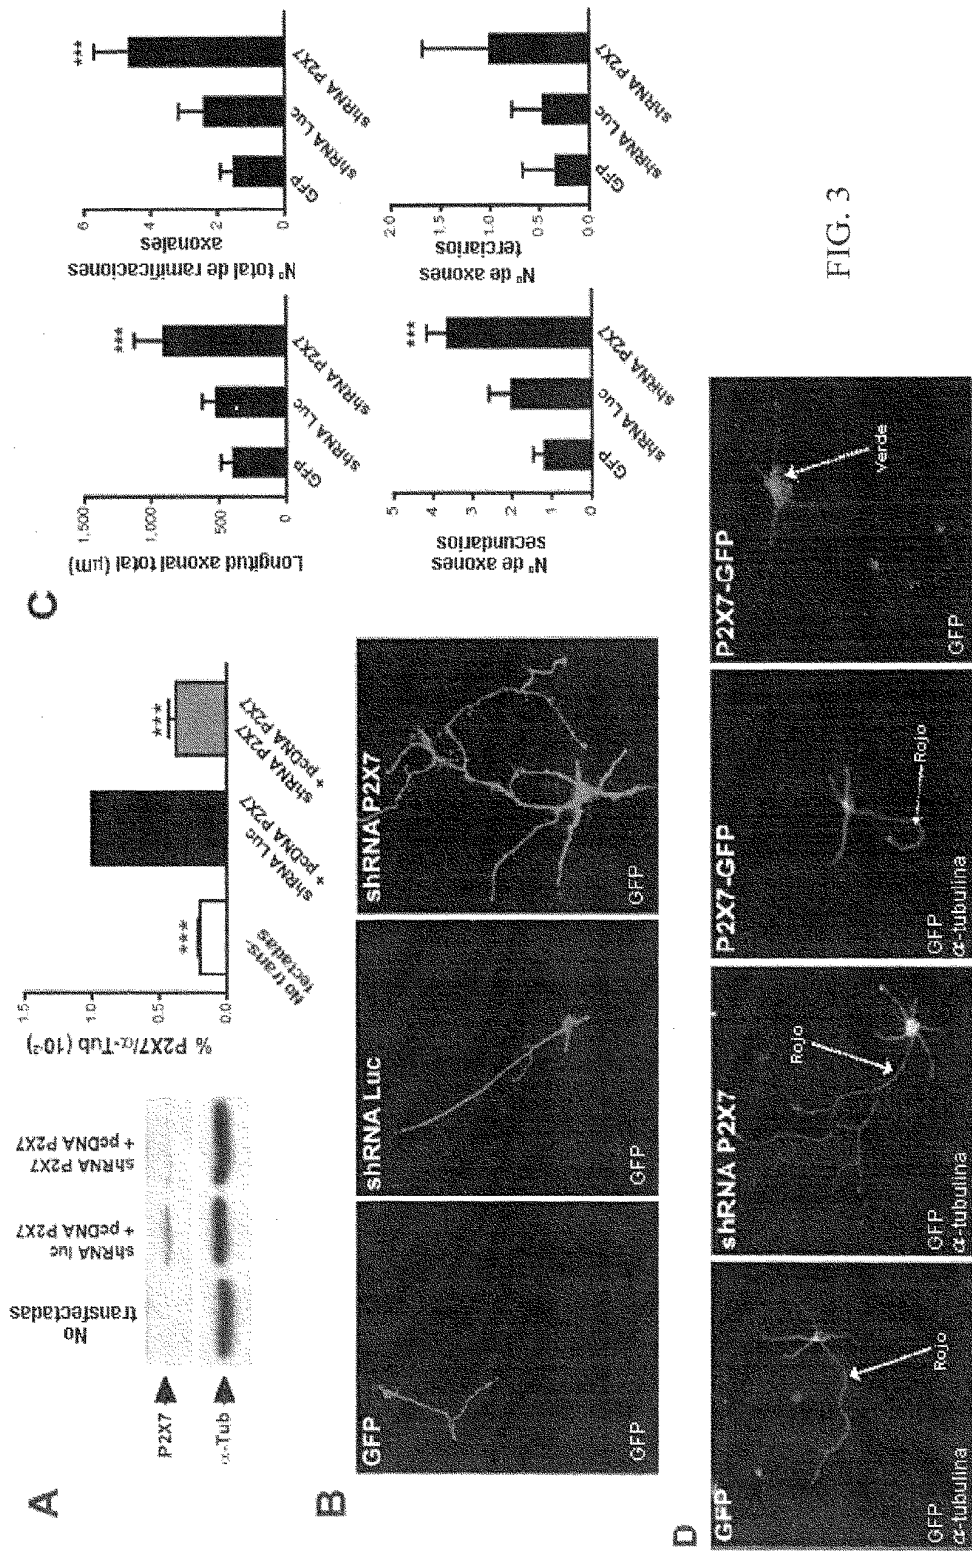 A
No
transfectadas
shRNA luc
+ pcDNA P2X7
shRNA P2X7
+ pcDNA P2X7
P2X7
α-Tub
% P2X7/α-Tub (10⁻²)
1.5
1.0
0.5
0.0
***
***
No trans-
fectadas
shRNA Luc
+ pcDNA P2X7
shRNA P2X7
+ pcDNA P2X7
B
GFP
GFP
shRNA Luc
GFP
shRNA P2X7
GFP
C
Longitud axonal total (µm)
1,500
1,000
500
0
***
GFP
shRNA Luc
shRNA P2X7
Nº total de ramificaciones
axonales
6
4
2
0
***
GFP
shRNA Luc
shRNA P2X7
Nº de axones
secundarios
5
4
3
2
1
0
***
GFP
shRNA Luc
shRNA P2X7
Nº de axones
terciarios
2.0
1.5
1.0
0.5
0.0
GFP
shRNA Luc
shRNA P2X7
D
GFP
Rojo
GFP
α-tubulina
shRNA P2X7
Rojo
GFP
α-tubulina
P2X7-GFP
Rojo
GFP
α-tubulina
P2X7-GFP
Verde
GFP
FIG. 3